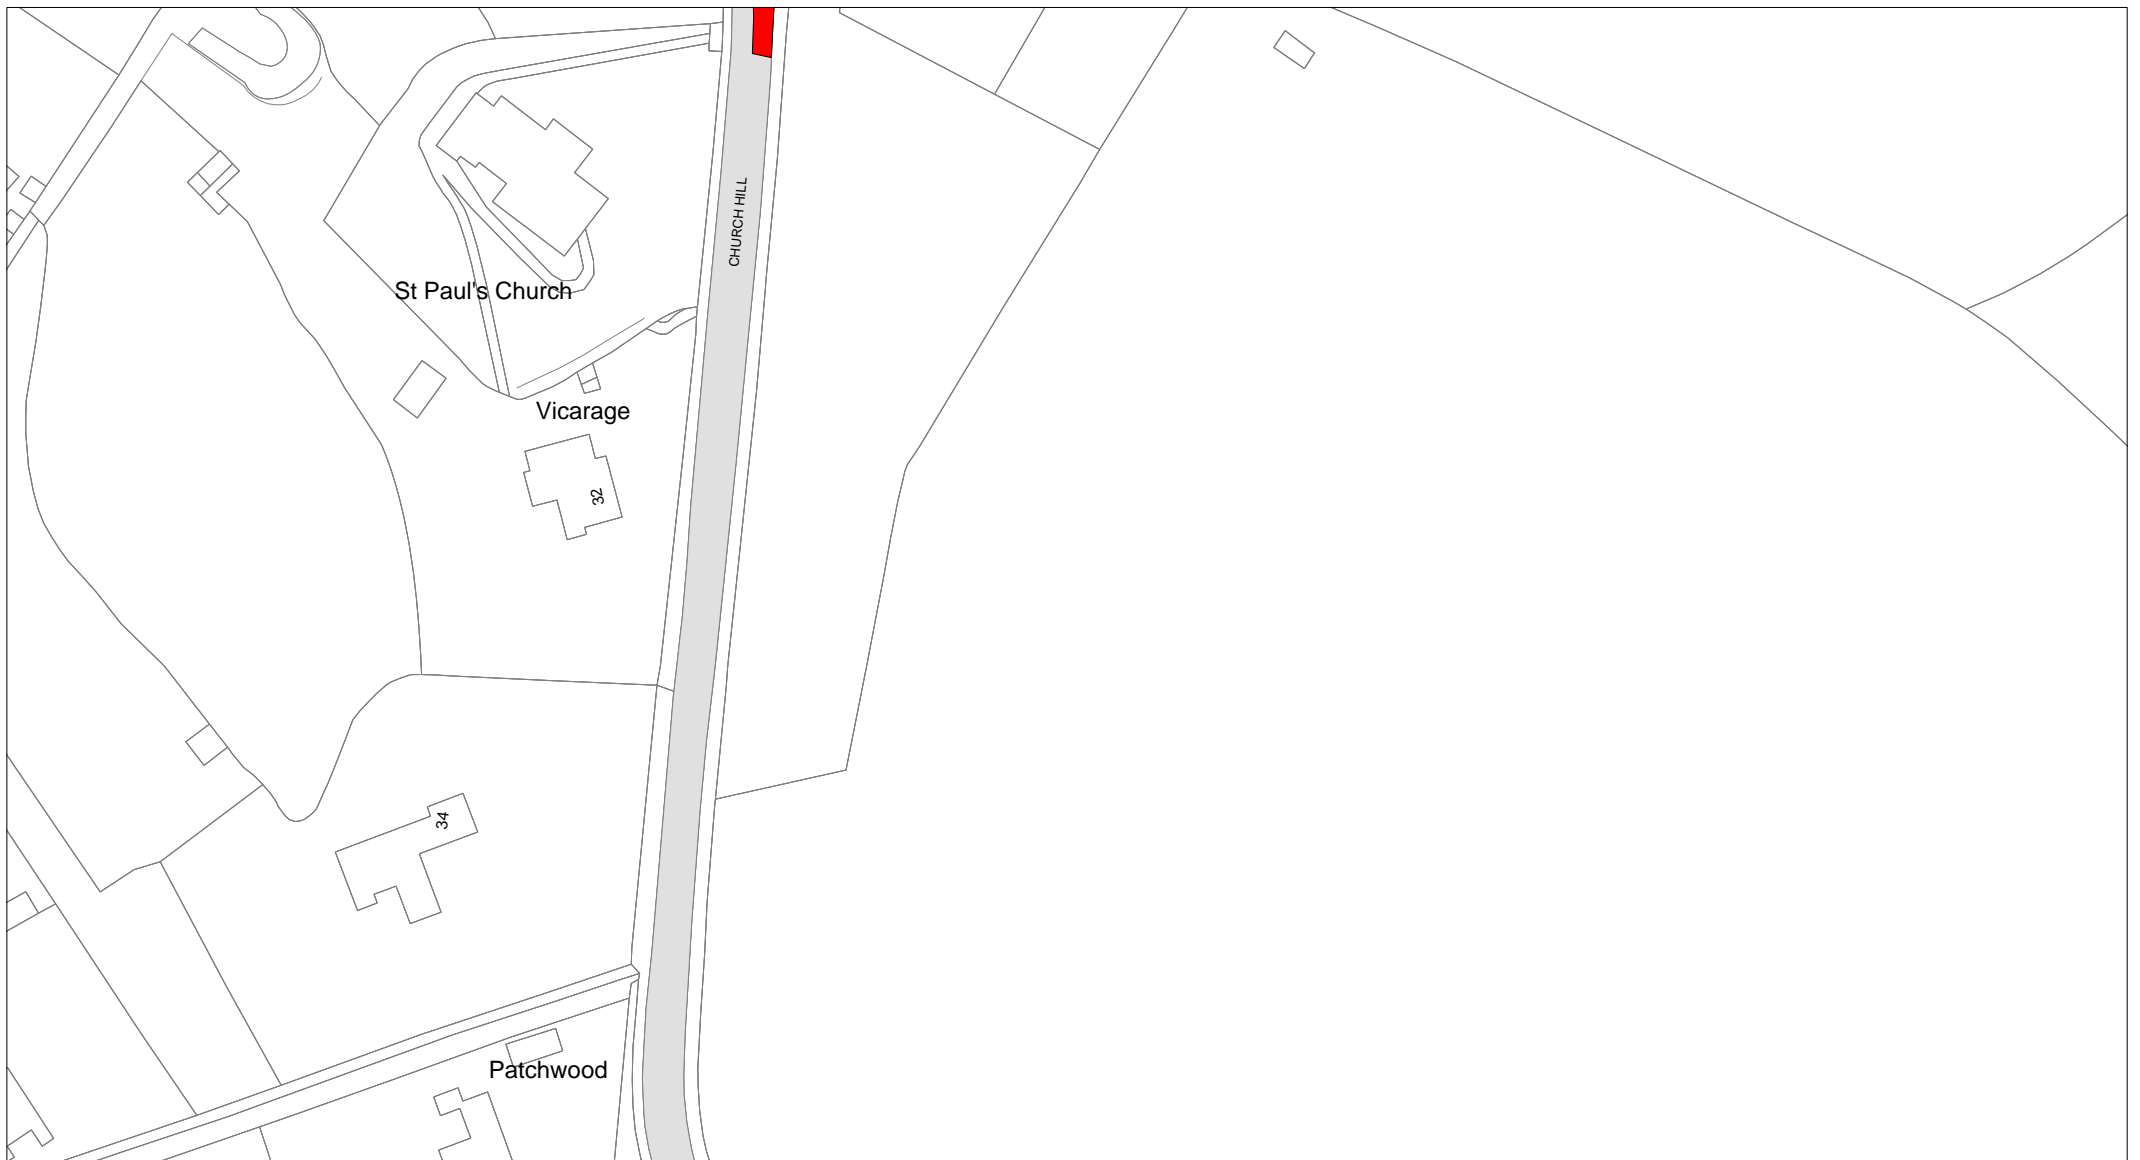 CHURCH HILL
St Paul's Church
Vicarage
32
34
Patchwood